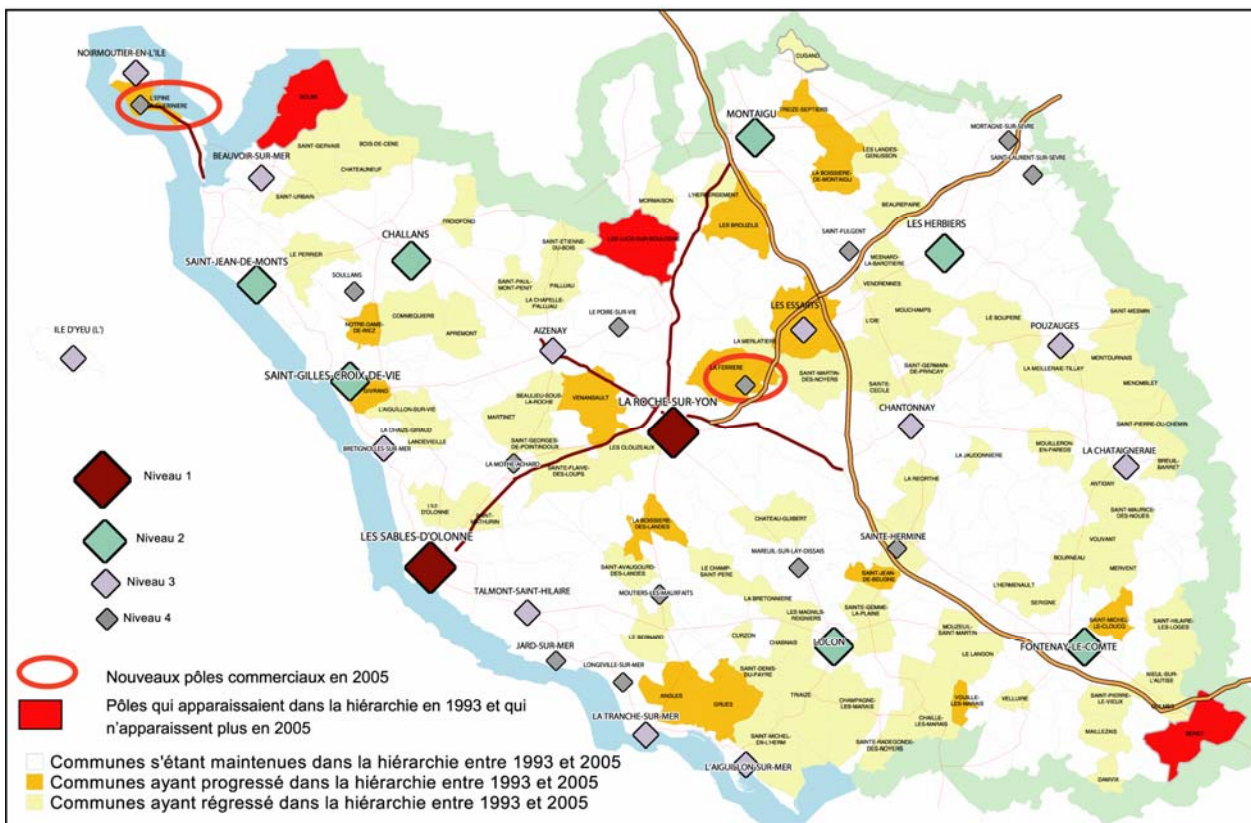 NOIRMOUTIER-EN-L'ILE
L'EPINE
BEAUVOIR-SUR-MER
SAINT-GERVAIS
BOIS-DE-CENE
CHATEAUNEUF
SAINT-URBAIN
CUGAND
MONTAIGU
TREIZE-SEPTIERS
MORTAGNE-SUR-SEVRE
SAINT-LAURENT-SUR-SEVRE
LES LANDES-
GENUSSON
LA BOISSIERE-
DE-MONTAIGU
L'HERBERGEMENT
MORMAISON
BEAUREPAIRE
FROIDFOND
LES BROUZILS
LES LUCS-SUR-BOULOGNE
SAINT-FULGENT
LES HERBIERS
CHALLANS
SAINT-ETIENNE-
DU-BOIS
LE PERRIER
SAINT-JEAN-DE-MONTS
SOULLANS
SAINT-PAUL-
MONT-PENIT
PALLUAU
LA CHAPELLE-
PALLUAU
MESNARD-
LA-BAROTIERE
VENDRENNES
MOUCHAMPS
LES ESSARTS
L'OIE
LE BOUPERE
SAINT-MESMIN
ILE D'YEU (L')
NOTRE-DAME-
DE-RIEZ
COMMEQUIERS
APREMONT
AIZENAY
LE POIRE-SUR-VIE
LA MERLATIERE
POUZAUGES
MONTOURNAIS
LA MEILLERAIE-TILLAY
MENOMBLET
SAINT-GILLES-CROIX-DE-VIE
GIVRAND
LA FERRIERE
SAINT-MARTIN-
DES-NOYERS
SAINT-GERMAIN-
DE-PRINCAY
SAINTE-
CECILE
L'AIGUILLON-SUR-VIE
BEAULIEU-SOUS-
LA-ROCHE
VENANSAULT
LA ROCHE-SUR-YON
CHANTONNAY
SAINT-PIERRE-DU-CHEMIN
LA CHAIZE-GIRAUD
LANDEVIEILLE
MARTINET
BRETIGNOLLES-SUR-MER
SAINT-GEORGES-
DE-POINTINDOUX
LES CLOUZEAUX
MOUILLERON-
EN-PAREDS
LA JAUDONNIERE
LA CHATAIGNERAIE
BREUIL-
BARRET
LA MOTHE-ACHARD
SAINTE-FLAIVE-
DES-LOUPS
LA REORTHE
ANTIGNY
Niveau 1
L'ILE
D'OLONNE
SAINT-
MATHURIN
SAINT-MAURICE-
DES-NOUES
LES SABLES-D'OLONNE
LA BOISSIERE-
DES-LANDES
CHATEAU-GUIBERT
SAINTE-HERMINE
VOUVANT
Niveau 2
SAINT-AVAUGOURD-
DES-LANDES
LE CHAMP-
SAINT-PERE
MAREUIL-SUR-LAY-DISSAIS
SAINT-JEAN-
DE-BEUGNE
BOURNEAU
MERVENT
L'HERMENAULT
SERIGNE
Niveau 3
TALMONT-SAINT-HILAIRE
MOUTIERS-LES-MAUXFAITS
LA BRETONNIERE
LES MAGNILS-
REIGNIERS
SAINTE-GEMME-
LA-PLAINE
MOUZEUIL-
SAINT-MARTIN
SAINT-MICHEL-
LE-CLOUCQ
SAINT-HILAIRE-
LES-LOGES
Niveau 4
JARD-SUR-MER
LE BERNARD
CURZON
CHASNAIS
LUCON
LE LANGON
FONTENAY-LE-COMTE
LONGEVILLE-SUR-MER
SAINT-DENIS-
DU-PAYRE
NIEUL-SUR-
L'AUTISE
Nouveaux pôles commerciaux en 2005
ANGLES
GRUES
TRIAIZE
CHAMPAGNE-
LES-MARAIS
CHAILLE-
LES-MARAIS
VOUILLE-
LES-MARAIS
VELLUIRE
SAINT-PIERRE-
LE-VIEUX
Pôles qui apparaissaient dans la hiérarchie en 1993 et qui
n'apparaissent plus en 2005
LA TRANCHE-SUR-MER
SAINT-MICHEL-
EN-L'HERM
SAINTE-RADEGONDE-
DES-NOYERS
MAILLEZAIS
BENET
L'AIGUILLON-SUR-MER
DAMVIX
Communes s'étant maintenues dans la hiérarchie entre 1993 et 2005
Communes ayant progressé dans la hiérarchie entre 1993 et 2005
Communes ayant régressé dans la hiérarchie entre 1993 et 2005